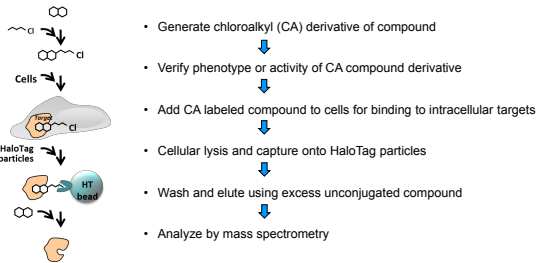 Cl
Cl
Cells
Target
Cl
HaloTag
particles
HT
bead
• Generate chloroalkyl (CA) derivative of compound
• Verify phenotype or activity of CA compound derivative
• Add CA labeled compound to cells for binding to intracellular targets
• Cellular lysis and capture onto HaloTag particles
• Wash and elute using excess unconjugated compound
• Analyze by mass spectrometry